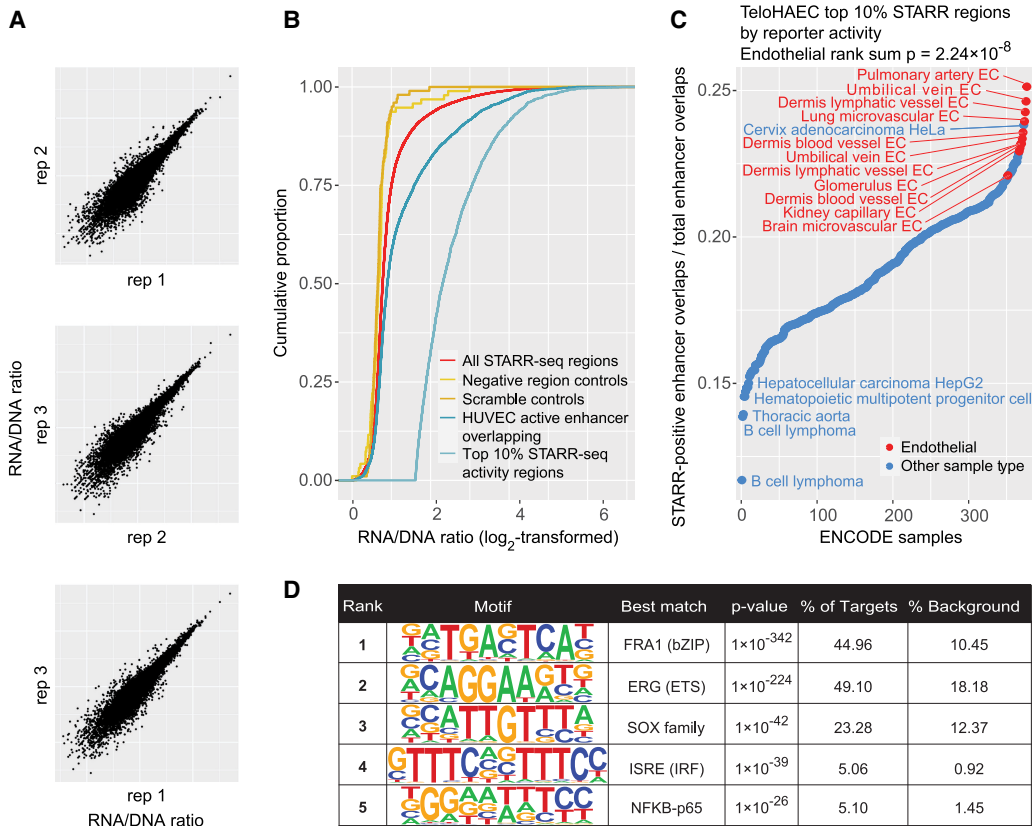 A
rep 2
rep 1
RNA/DNA ratio
rep 3
rep 2
rep 3
rep 1
RNA/DNA ratio
B
Cumulative proportion
1.00
0.75
0.50
0.25
0.00
0
2
4
6
RNA/DNA ratio (log2-transformed)
All STARR-seq regions
Negative region controls
Scramble controls
HUVEC active enhancer
overlapping
Top 10% STARR-seq
activity regions
C
TeloHAEC top 10% STARR regions
by reporter activity
Endothelial rank sum p = 2.24×10⁻⁸
STARR-positive enhancer overlaps / total enhancer overlaps
0.25
0.20
0.15
Pulmonary artery EC
Umbilical vein EC
Dermis lymphatic vessel EC
Lung microvascular EC
Cervix adenocarcinoma HeLa
Dermis blood vessel EC
Umbilical vein EC
Dermis lymphatic vessel EC
Glomerulus EC
Dermis blood vessel EC
Kidney capillary EC
Brain microvascular EC
Hepatocellular carcinoma HepG2
Hematopoietic multipotent progenitor cell
Thoracic aorta
B cell lymphoma
Endothelial
Other sample type
B cell lymphoma
0
100
200
300
ENCODE samples
D
Rank Motif Best match p-value % of Targets % Background
1 FRA1 (bZIP) 1×10⁻³⁴² 44.96 10.45
2 ERG (ETS) 1×10⁻²²⁴ 49.10 18.18
3 SOX family 1×10⁻⁴² 23.28 12.37
4 ISRE (IRF) 1×10⁻³⁹ 5.06 0.92
5 NFKB-p65 1×10⁻²⁶ 5.10 1.45